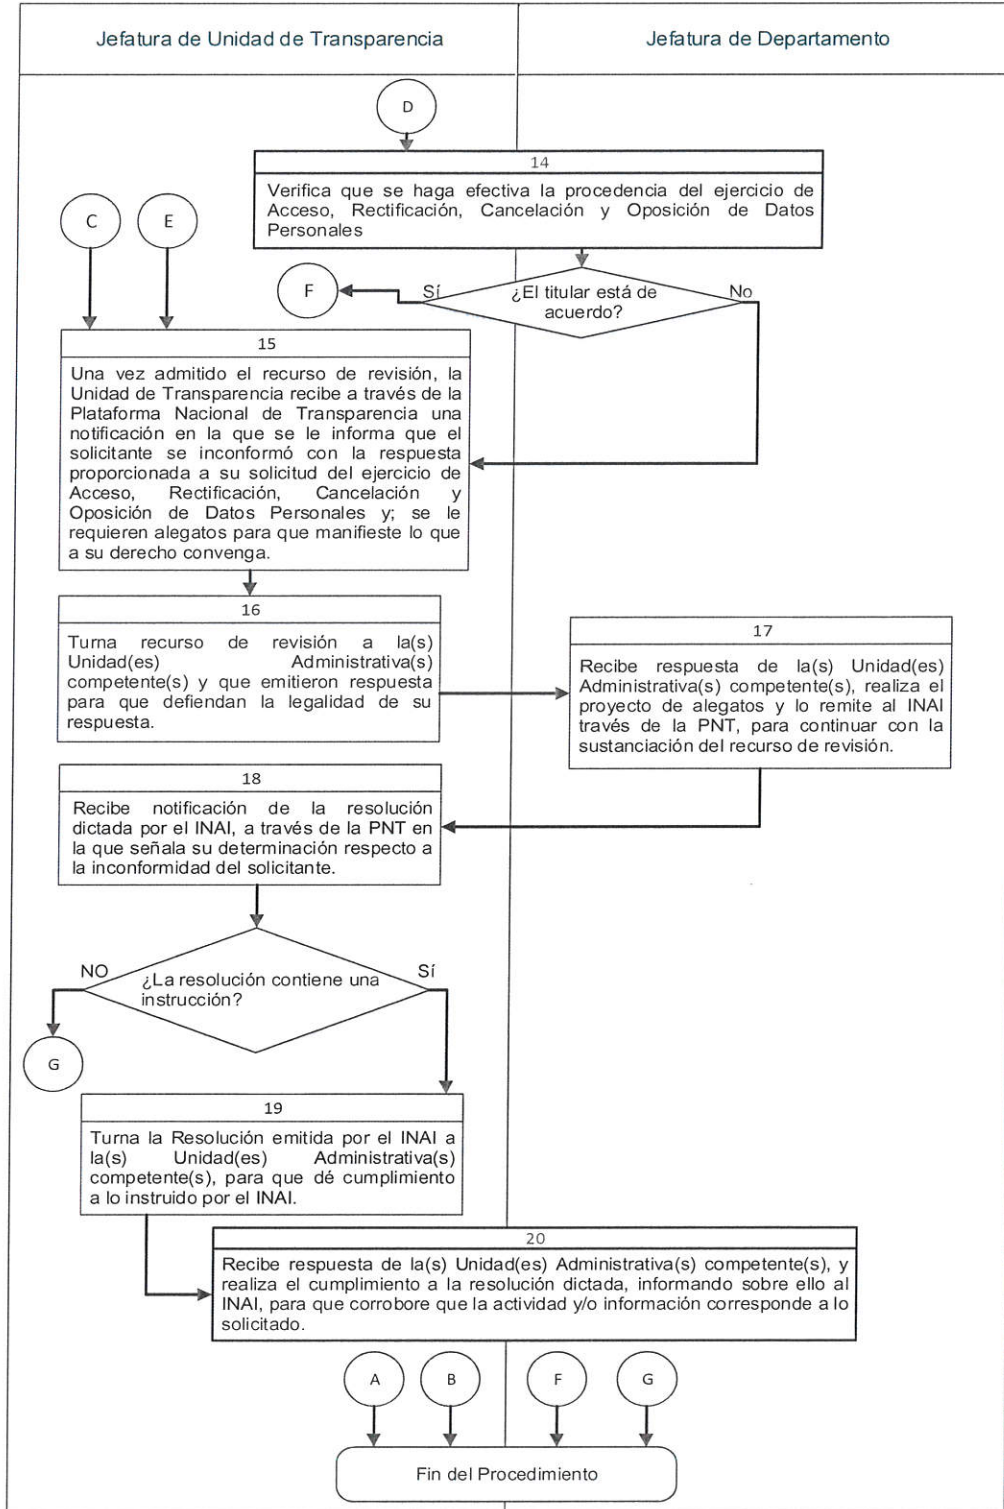 Jefatura de Unidad de Transparencia
Jefatura de Departamento
D
14
Verifica que se haga efectiva la procedencia del ejercicio de
Acceso, Rectificación, Cancelación y Oposición de Datos
Personales
C
E
F
Sí
¿El titular está de
acuerdo?
No
15
Una vez admitido el recurso de revisión, la
Unidad de Transparencia recibe a través de la
Plataforma Nacional de Transparencia una
notificación en la que se le informa que el
solicitante se inconformó con la respuesta
proporcionada a su solicitud del ejercicio de
Acceso, Rectificación, Cancelación y
Oposición de Datos Personales y; se le
requieren alegatos para que manifieste lo que
a su derecho convenga.
16
Turna recurso de revisión a la(s)
Unidad(es) Administrativa(s)
competente(s) y que emitieron respuesta
para que defiendan la legalidad de su
respuesta.
17
Recibe respuesta de la(s) Unidad(es)
Administrativa(s) competente(s), realiza el
proyecto de alegatos y lo remite al INAI
través de la PNT, para continuar con la
sustanciación del recurso de revisión.
18
Recibe notificación de la resolución
dictada por el INAI, a través de la PNT en
la que señala su determinación respecto a
la inconformidad del solicitante.
NO
¿La resolución contiene una
instrucción?
Sí
G
19
Turna la Resolución emitida por el INAI a
la(s) Unidad(es) Administrativa(s)
competente(s), para que dé cumplimiento
a lo instruido por el INAI.
20
Recibe respuesta de la(s) Unidad(es) Administrativa(s) competente(s), y
realiza el cumplimiento a la resolución dictada, informando sobre ello al
INAI, para que corrobore que la actividad y/o información corresponde a lo
solicitado.
A
B
F
G
Fin del Procedimiento